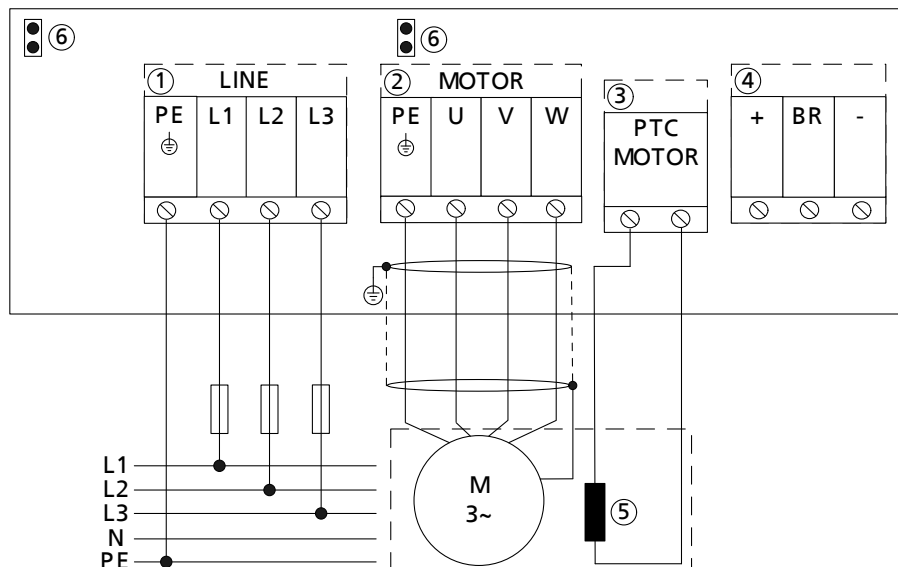 ⑥ ⑥
① LINE
PE L1 L2 L3
② MOTOR
PE U V W
③
PTC
MOTOR
④
+ BR -
L1
L2
L3
N
PE
M
3~
⑤